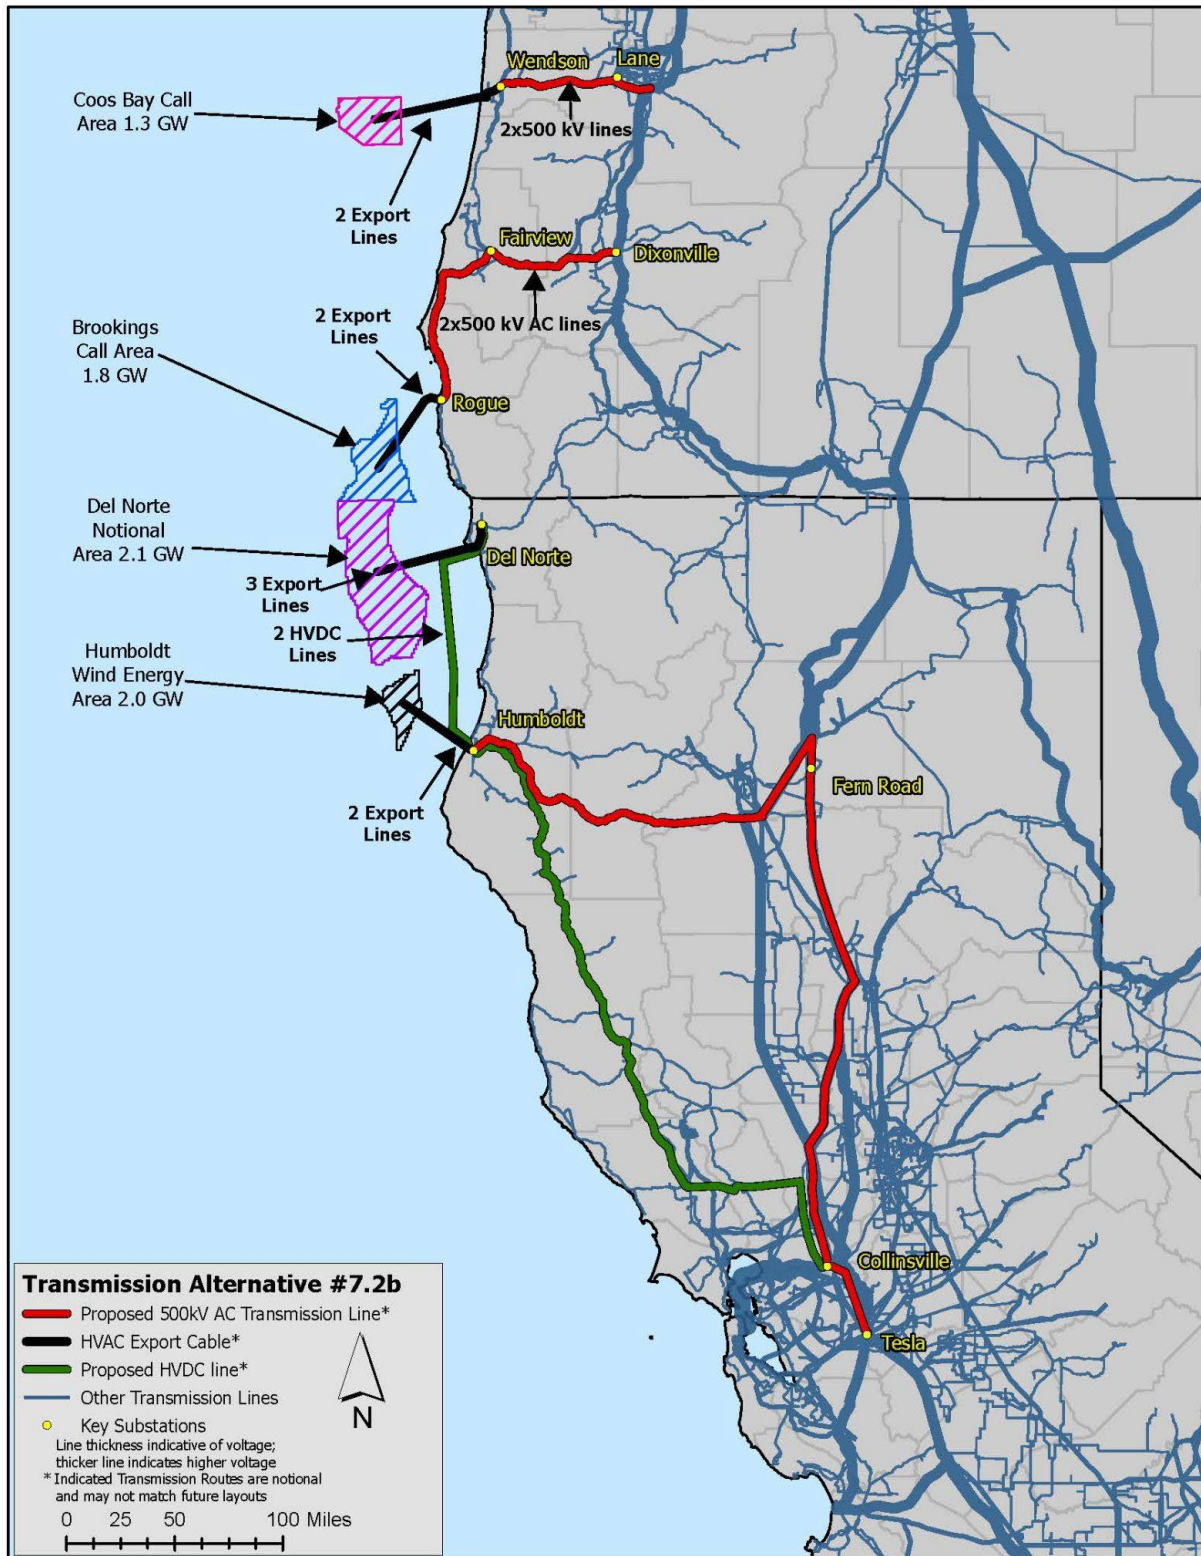 Wendson
Lane
Coos Bay Call
Area 1.3 GW
2x500 kV lines
2 Export
Lines
Fairview
Dixonville
2x500 kV AC lines
2 Export
Lines
Brookings
Call Area
1.8 GW
Rogue
Del Norte
Notional
Area 2.1 GW
Del Norte
3 Export
Lines
2 HVDC
Lines
Humboldt
Wind Energy
Area 2.0 GW
Humboldt
Fern Road
2 Export
Lines
Collinsville
Tesla
Transmission Alternative #7.2b
Proposed 500kV AC Transmission Line*
HVAC Export Cable*
Proposed HVDC line*
Other Transmission Lines
Key Substations
Line thickness indicative of voltage;
thicker line indicates higher voltage
* Indicated Transmission Routes are notional
and may not match future layouts
N
0 25 50 100 Miles